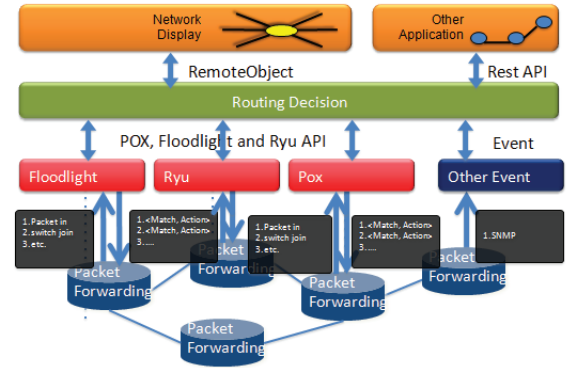 Network
Display
Other
Application
RemoteObject
Rest API
Routing Decision
POX, Floodlight and Ryu API
Event
Floodlight
Ryu
Pox
Other Event
1.Packet in
2.switch join
3.etc.
1.<Match, Action>
2.<Match, Action>
3.....
1.Packet in
2.switch join
3.etc.
1.<Match, Action>
2.<Match, Action>
3.....
1.SNMP
Packet
Forwarding
Packet
Forwarding
Packet
Forwarding
Packet
Forwarding
Packet
Forwarding